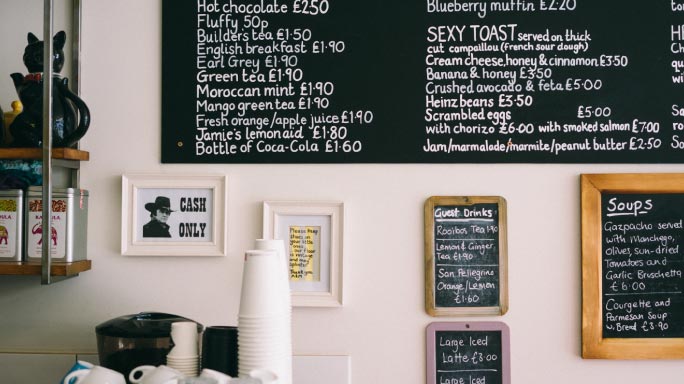 Hot chocolate £2.50
Fluffy 50p
Builder's tea £1.50
English breakfast £1.90
Earl Grey £1.90
Green tea £1.90
Moroccan mint £1.90
Mango green tea £1.90
Fresh orange/apple juice £1.90
Jamie's lemonaid £1.80
Bottle of Coca-Cola £1.60
Blueberry muffin £2.20
SEXY TOAST served on thick
cut campaillou (french sour dough)
Cream cheese, honey & cinnamon £3.50
Banana & honey £3.50
Crushed avocado & feta £5.00
Heinz beans £3.50
Scrambled eggs £5.00
with chorizo £6.00 with smoked salmon £7.00
Jam/marmalade/marmite/peanut butter £2.50
CASH
ONLY
Please keep
Thank you
Guest Drinks
Rooibos Tea 1.90
Lemon & Ginger
Tea £1.90
San Pellegrino
Orange/Lemon
£1.60
Large Iced
Latte £3.00
Large Iced
Soups
Gazpacho served
with Manchego,
olives, sun-dried
Tomatoes and
Garlic Bruschetta
£6.00
Courgette and
Parmesan Soup
w. Bread £3.90